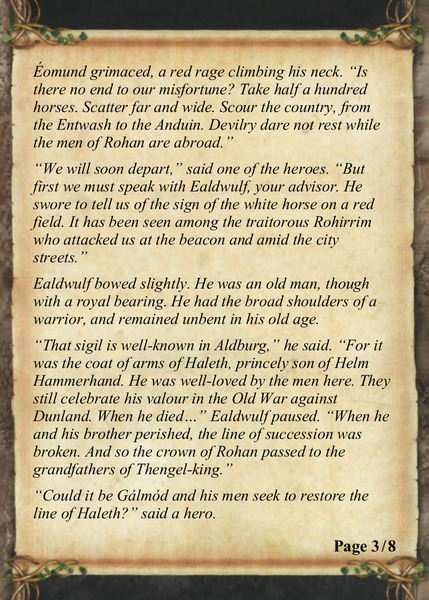 Éomund grimaced, a red rage climbing his neck. “Is
there no end to our misfortune? Take half a hundred
horses. Scatter far and wide. Scour the country, from
the Entwash to the Anduin. Devilry dare not rest while
the men of Rohan are abroad.”
“We will soon depart,” said one of the heroes. “But
first we must speak with Ealdwulf, your advisor. He
swore to tell us of the sign of the white horse on a red
field. It has been seen among the traitorous Rohirrim
who attacked us at the beacon and amid the city
streets.”
Ealdwulf bowed slightly. He was an old man, though
with a royal bearing. He had the broad shoulders of a
warrior, and remained unbent in his old age.
“That sigil is well-known in Aldburg,” he said. “For it
was the coat of arms of Haleth, princely son of Helm
Hammerhand. He was well-loved by the men here. They
still celebrate his valour in the Old War against
Dunland. When he died…” Ealdwulf paused. “When he
and his brother perished, the line of succession was
broken. And so the crown of Rohan passed to the
grandfathers of Thengel-king.”
“Could it be Gálmód and his men seek to restore the
line of Haleth?” said a hero.
Page 3/8